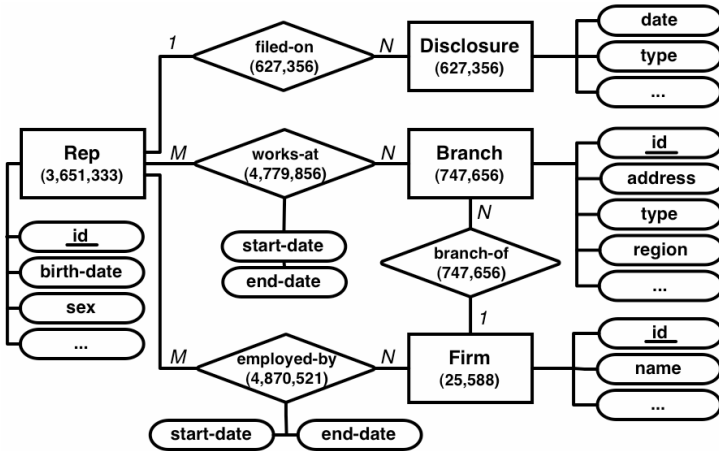 1
filed-on
(627,356)
N
Disclosure
(627,356)
date
type
...
Rep
(3,651,333)
id
birth-date
sex
...
M
works-at
(4,779,856)
N
start-date
end-date
Branch
(747,656)
id
address
type
region
...
N
branch-of
(747,656)
1
M
employed-by
(4,870,521)
N
start-date
end-date
Firm
(25,588)
id
name
...